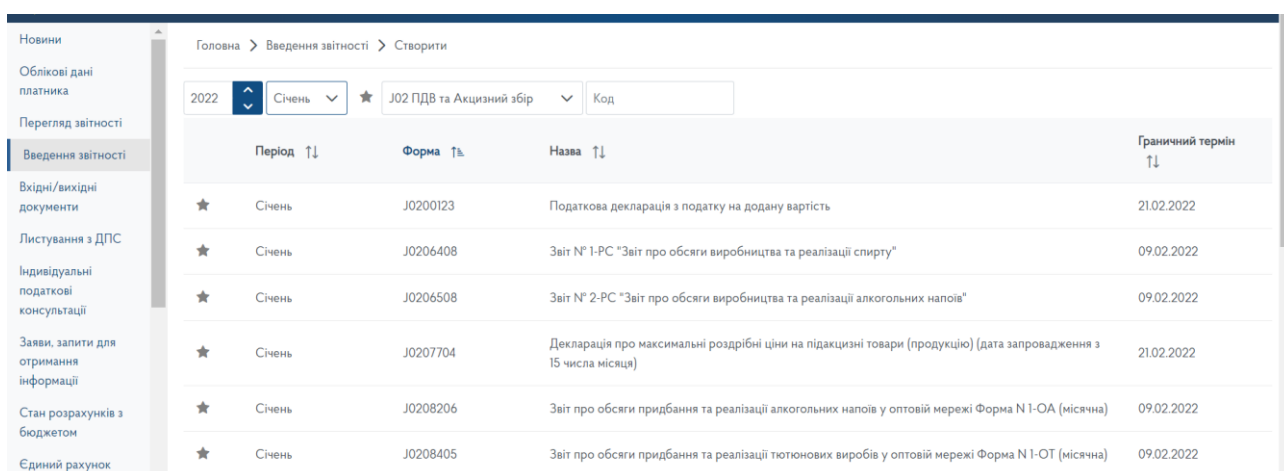 Новини
Облікові дані
платника
Перегляд звітності
Введення звітності
Вхідні/вихідні
документи
Листування з ДПС
Індивідуальні
податкові
консультації
Заяви, запити для
отримання
інформації
Стан розрахунків з
бюджетом
Єдиний рахунок
Головна > Введення звітності > Створити
2022 Січень J02 ПДВ та Акцизний збір Код
Період Форма Назва Граничний термін
Січень J0200123 Податкова декларація з податку на додану вартість 21.02.2022
Січень J0206408 Звіт № 1-РС "Звіт про обсяги виробництва та реалізації спирту" 09.02.2022
Січень J0206508 Звіт № 2-РС "Звіт про обсяги виробництва та реалізації алкогольних напоїв" 09.02.2022
Січень J0207704 Декларація про максимальні роздрібні ціни на підакцизні товари (продукцію) (дата запровадження з
15 числа місяця) 21.02.2022
Січень J0208206 Звіт про обсяги придбання та реалізації алкогольних напоїв у оптовій мережі Форма N 1-ОА (місячна) 09.02.2022
Січень J0208405 Звіт про обсяги придбання та реалізації тютюнових виробів у оптовій мережі Форма N 1-ОТ (місячна) 09.02.2022